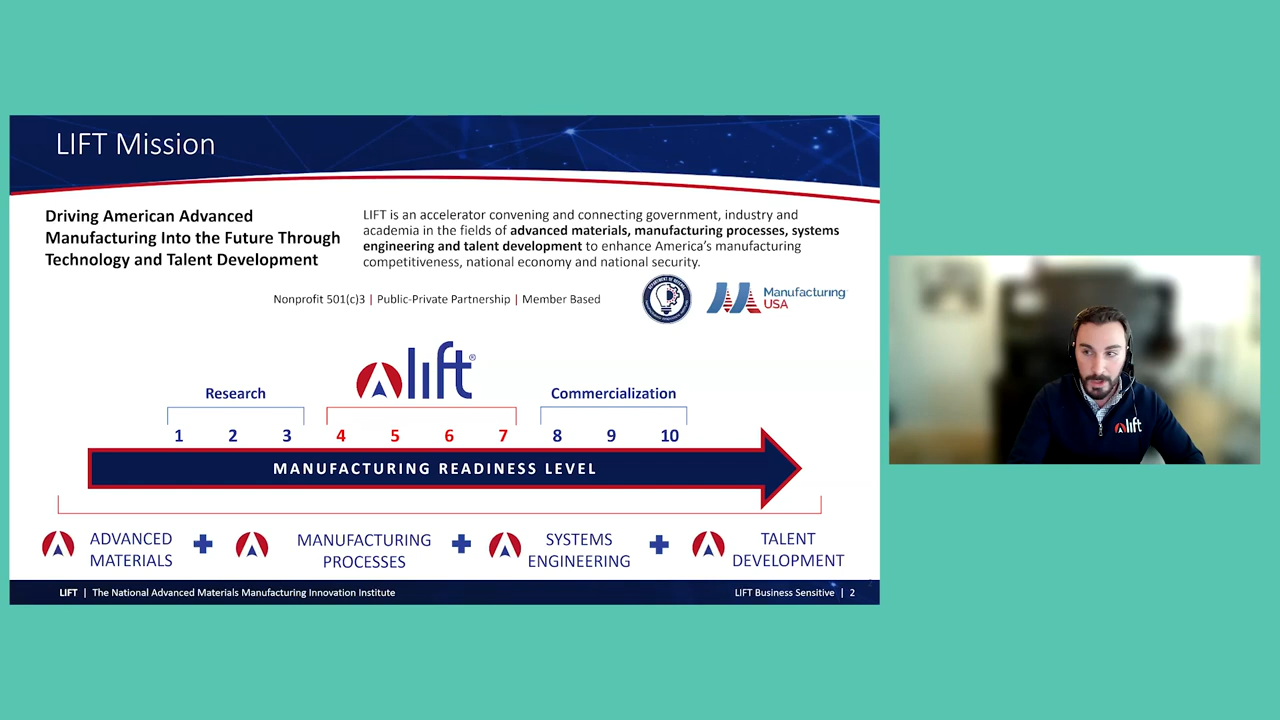 LIFT Mission
Driving American Advanced
Manufacturing Into the Future Through
Technology and Talent Development
LIFT is an accelerator convening and connecting government, industry and
academia in the fields of advanced materials, manufacturing processes, systems
engineering and talent development to enhance America's manufacturing
competitiveness, national economy and national security.
Nonprofit 501(c)3 | Public-Private Partnership | Member Based
Manufacturing
USA
lift®
Research
Commercialization
1 2 3 4 5 6 7 8 9 10
MANUFACTURING READINESS LEVEL
ADVANCED
MATERIALS
+
MANUFACTURING
PROCESSES
+
SYSTEMS
ENGINEERING
+
TALENT
DEVELOPMENT
LIFT | The National Advanced Materials Manufacturing Innovation Institute
LIFT Business Sensitive | 2
lift